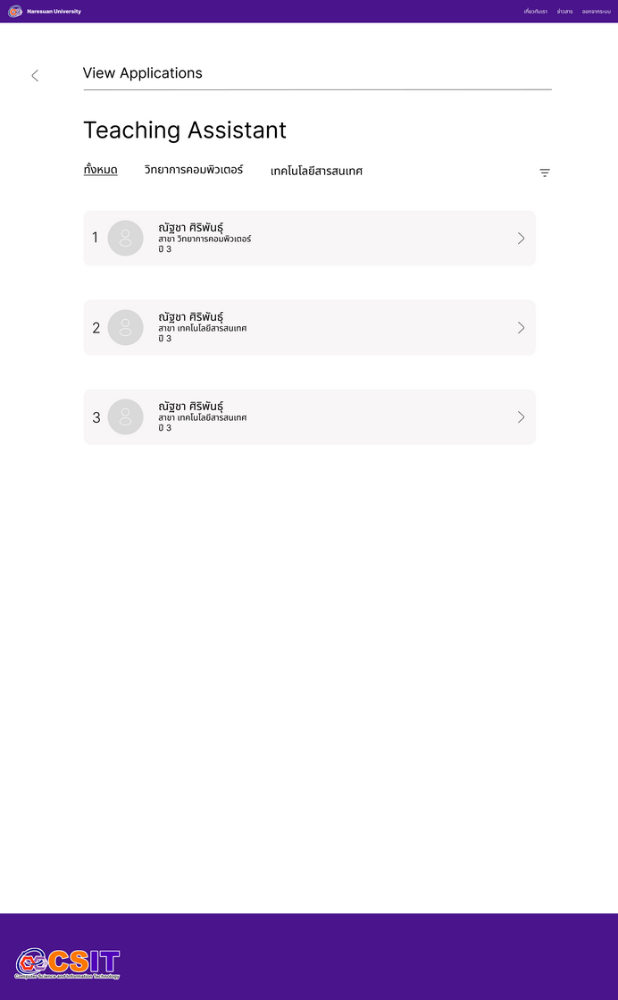 Naresuan University
เกี่ยวกับเรา ข่าวสาร ออกจากระบบ
View Applications
Teaching Assistant
ทั้งหมด วิทยาการคอมพิวเตอร์ เทคโนโลยีสารสนเทศ
1
ณัฐชา ศิริพันธุ์
สาขา วิทยาการคอมพิวเตอร์
ปี 3
2
ณัฐชา ศิริพันธุ์
สาขา เทคโนโลยีสารสนเทศ
ปี 3
3
ณัฐชา ศิริพันธุ์
สาขา เทคโนโลยีสารสนเทศ
ปี 3
CSIT
Computer Science and Information Technology